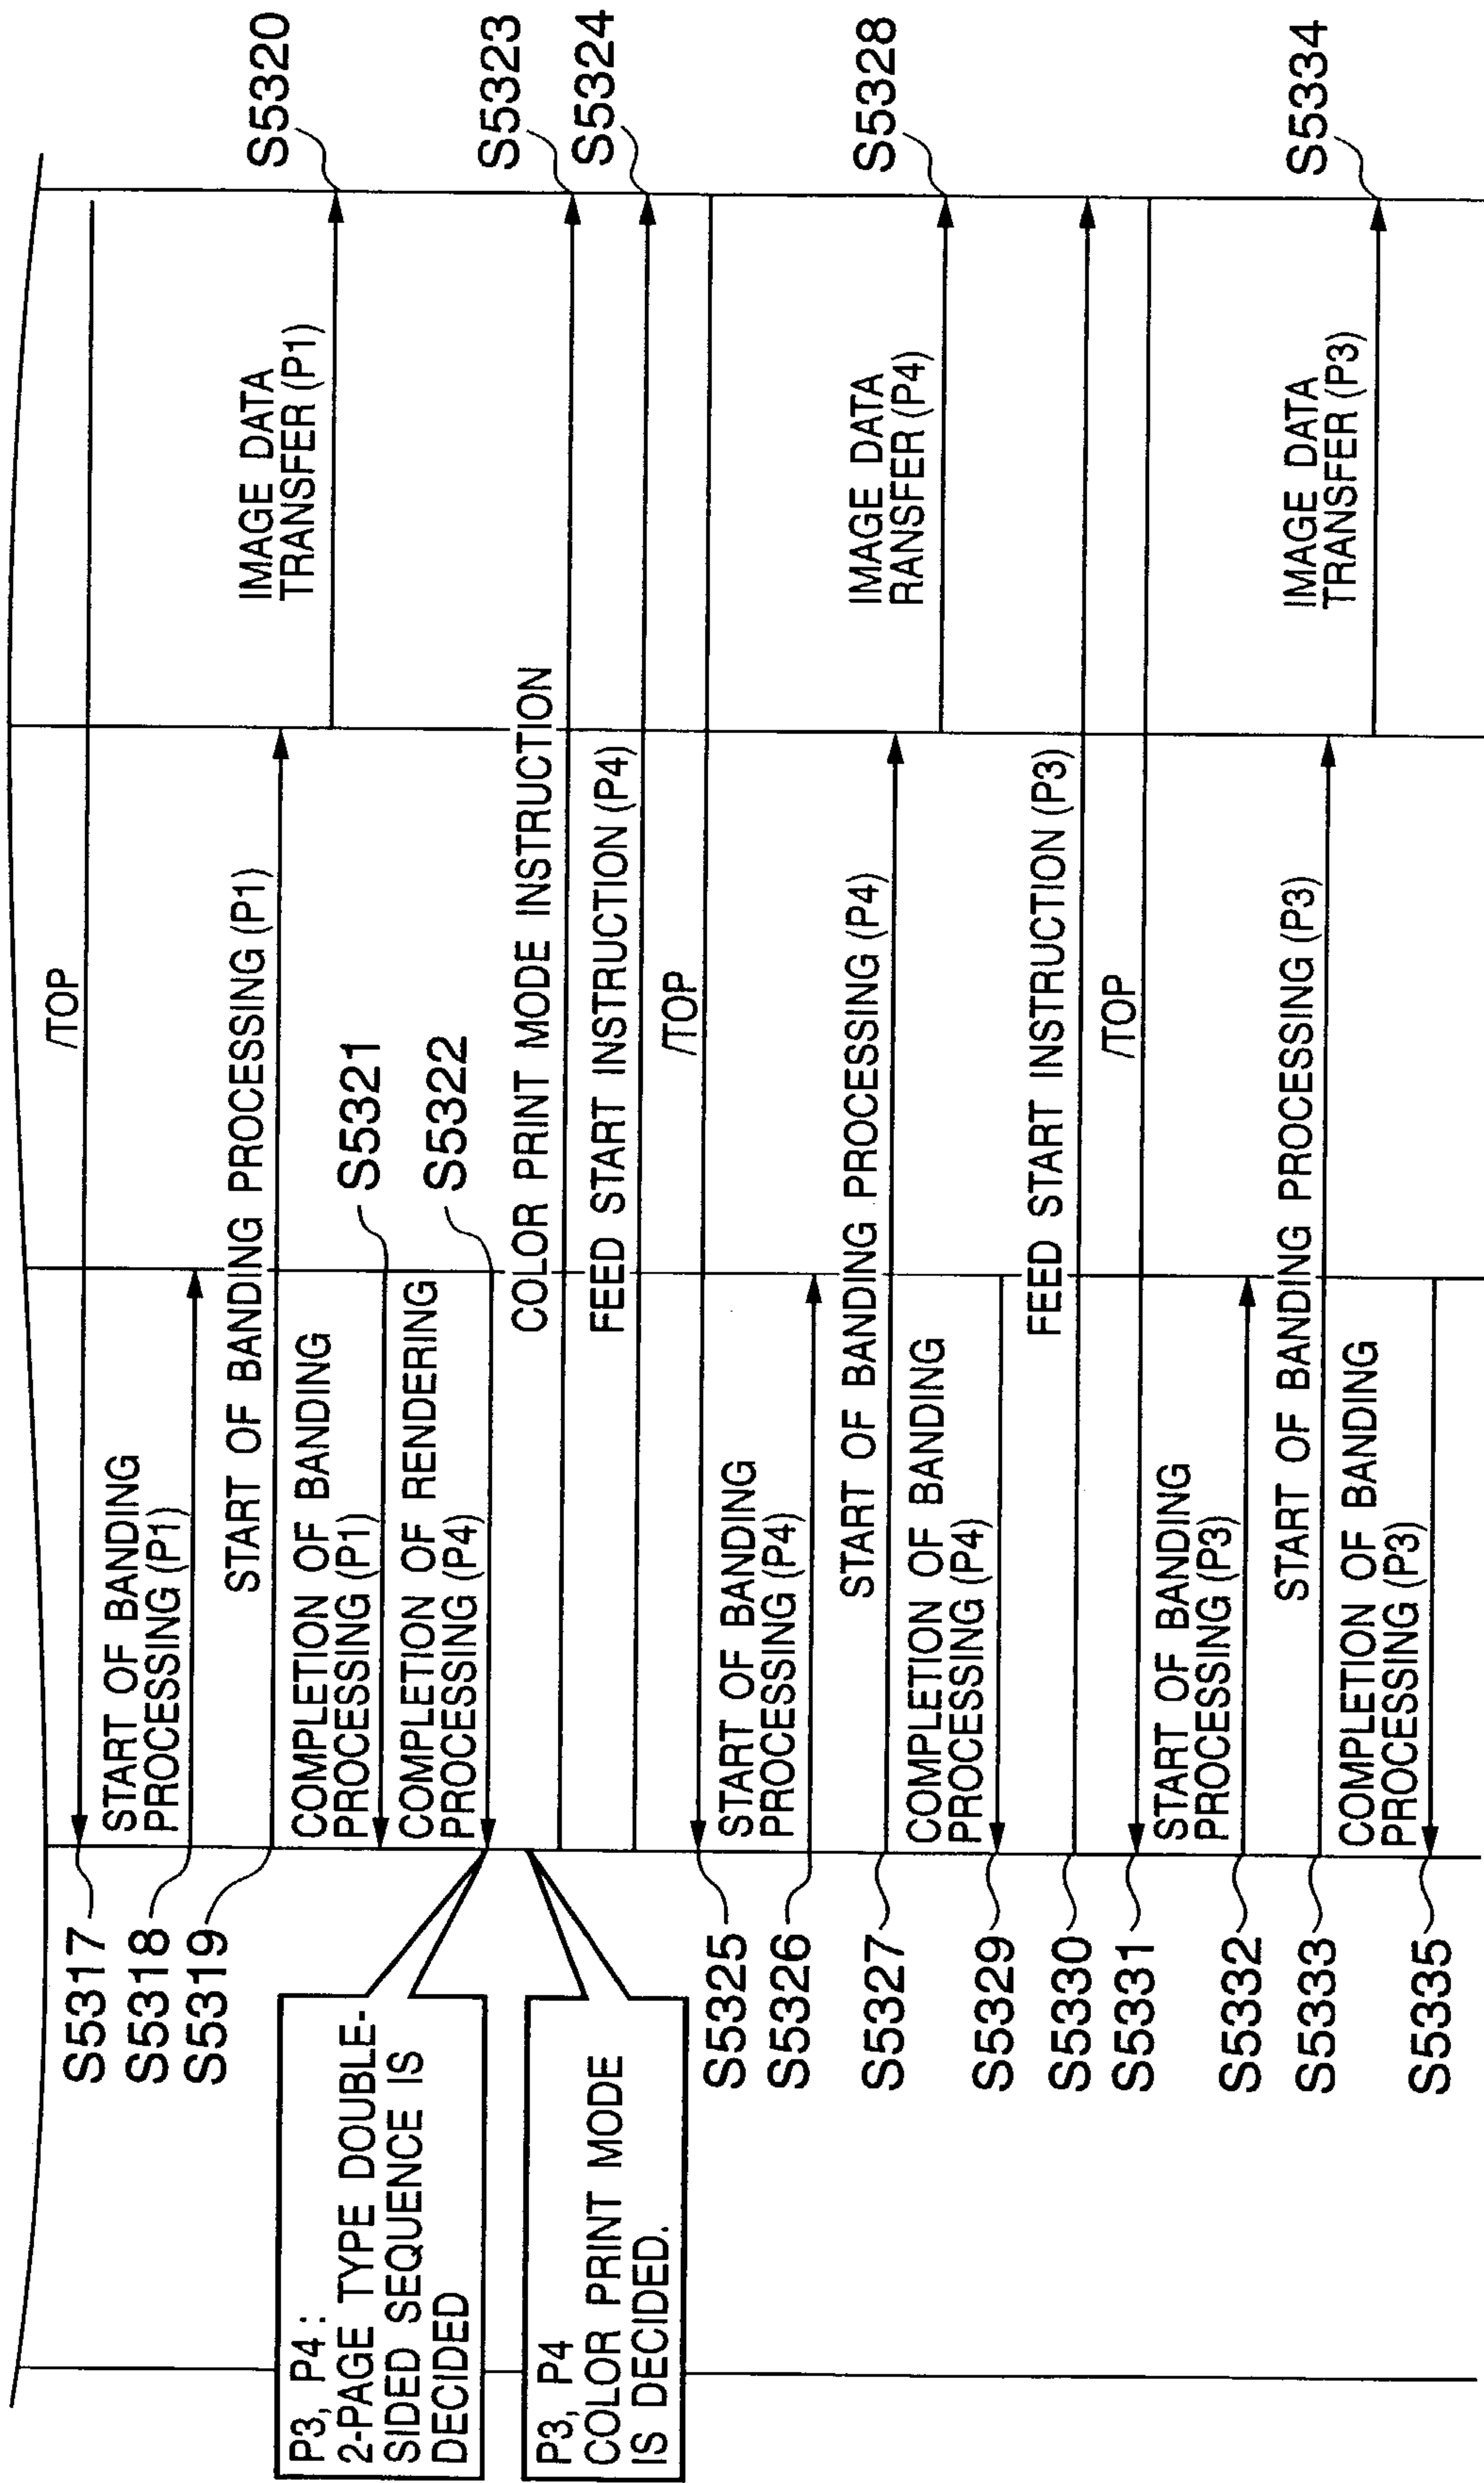 S5317
/TOP
S5318
START OF BANDING
PROCESSING (P1)
S5319
START OF BANDING PROCESSING (P1)
IMAGE DATA
TRANSFER (P1)
S5320
COMPLETION OF BANDING
PROCESSING (P1)
S5321
COMPLETION OF RENDERING
PROCESSING (P4)
S5322
P3, P4 :
2-PAGE TYPE DOUBLE-
SIDED SEQUENCE IS
DECIDED
P3, P4
COLOR PRINT MODE
IS DECIDED.
COLOR PRINT MODE INSTRUCTION
S5323
FEED START INSTRUCTION (P4)
S5324
S5325
/TOP
S5326
START OF BANDING
PROCESSING (P4)
S5327
START OF BANDING PROCESSING (P4)
IMAGE DATA
RANSFER (P4)
S5328
S5329
COMPLETION OF BANDING
PROCESSING (P4)
S5330
FEED START INSTRUCTION (P3)
S5331
/TOP
S5332
START OF BANDING
PROCESSING (P3)
S5333
START OF BANDING PROCESSING (P3)
IMAGE DATA
TRANSFER (P3)
S5334
S5335
COMPLETION OF BANDING
PROCESSING (P3)